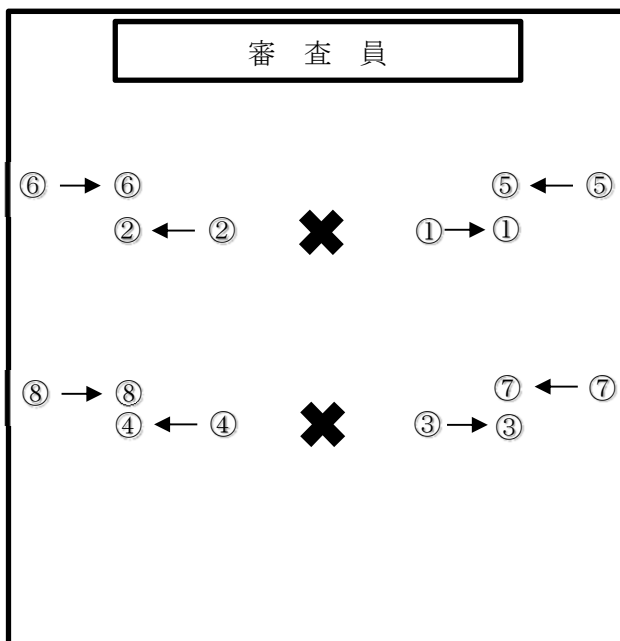 審 査 員
⑥ → ⑥ ⑤ ← ⑤
② ← ② ✖ ① → ①
⑧ → ⑧ ⑦ ← ⑦
④ ← ④ ✖ ③ → ③